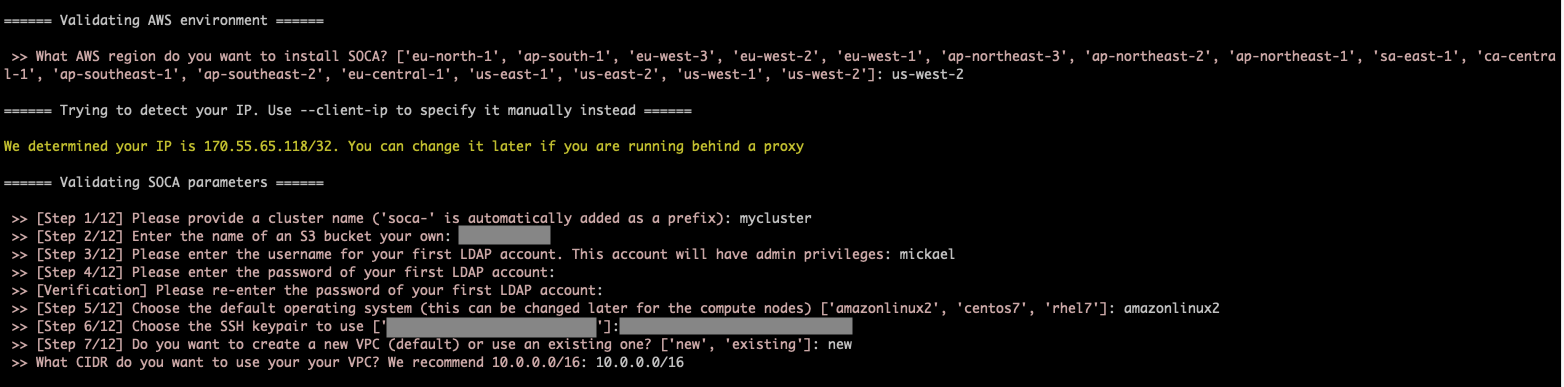 ====== Validating AWS environment ======
>> What AWS region do you want to install SOCA? ['eu-north-1', 'ap-south-1', 'eu-west-3', 'eu-west-2', 'eu-west-1', 'ap-northeast-3', 'ap-northeast-2', 'ap-northeast-1', 'sa-east-1', 'ca-centra
l-1', 'ap-southeast-1', 'ap-southeast-2', 'eu-central-1', 'us-east-1', 'us-east-2', 'us-west-1', 'us-west-2']: us-west-2
====== Trying to detect your IP. Use --client-ip to specify it manually instead ======
We determined your IP is 170.55.65.118/32. You can change it later if you are running behind a proxy
====== Validating SOCA parameters ======
>> [Step 1/12] Please provide a cluster name ('soca-' is automatically added as a prefix): mycluster
>> [Step 2/12] Enter the name of an S3 bucket your own:
>> [Step 3/12] Please enter the username for your first LDAP account. This account will have admin privileges: mickael
>> [Step 4/12] Please enter the password of your first LDAP account:
>> [Verification] Please re-enter the password of your first LDAP account:
>> [Step 5/12] Choose the default operating system (this can be changed later for the compute nodes) ['amazonlinux2', 'centos7', 'rhel7']: amazonlinux2
>> [Step 6/12] Choose the SSH keypair to use [' ']:
>> [Step 7/12] Do you want to create a new VPC (default) or use an existing one? ['new', 'existing']: new
>> What CIDR do you want to use your your VPC? We recommend 10.0.0.0/16: 10.0.0.0/16